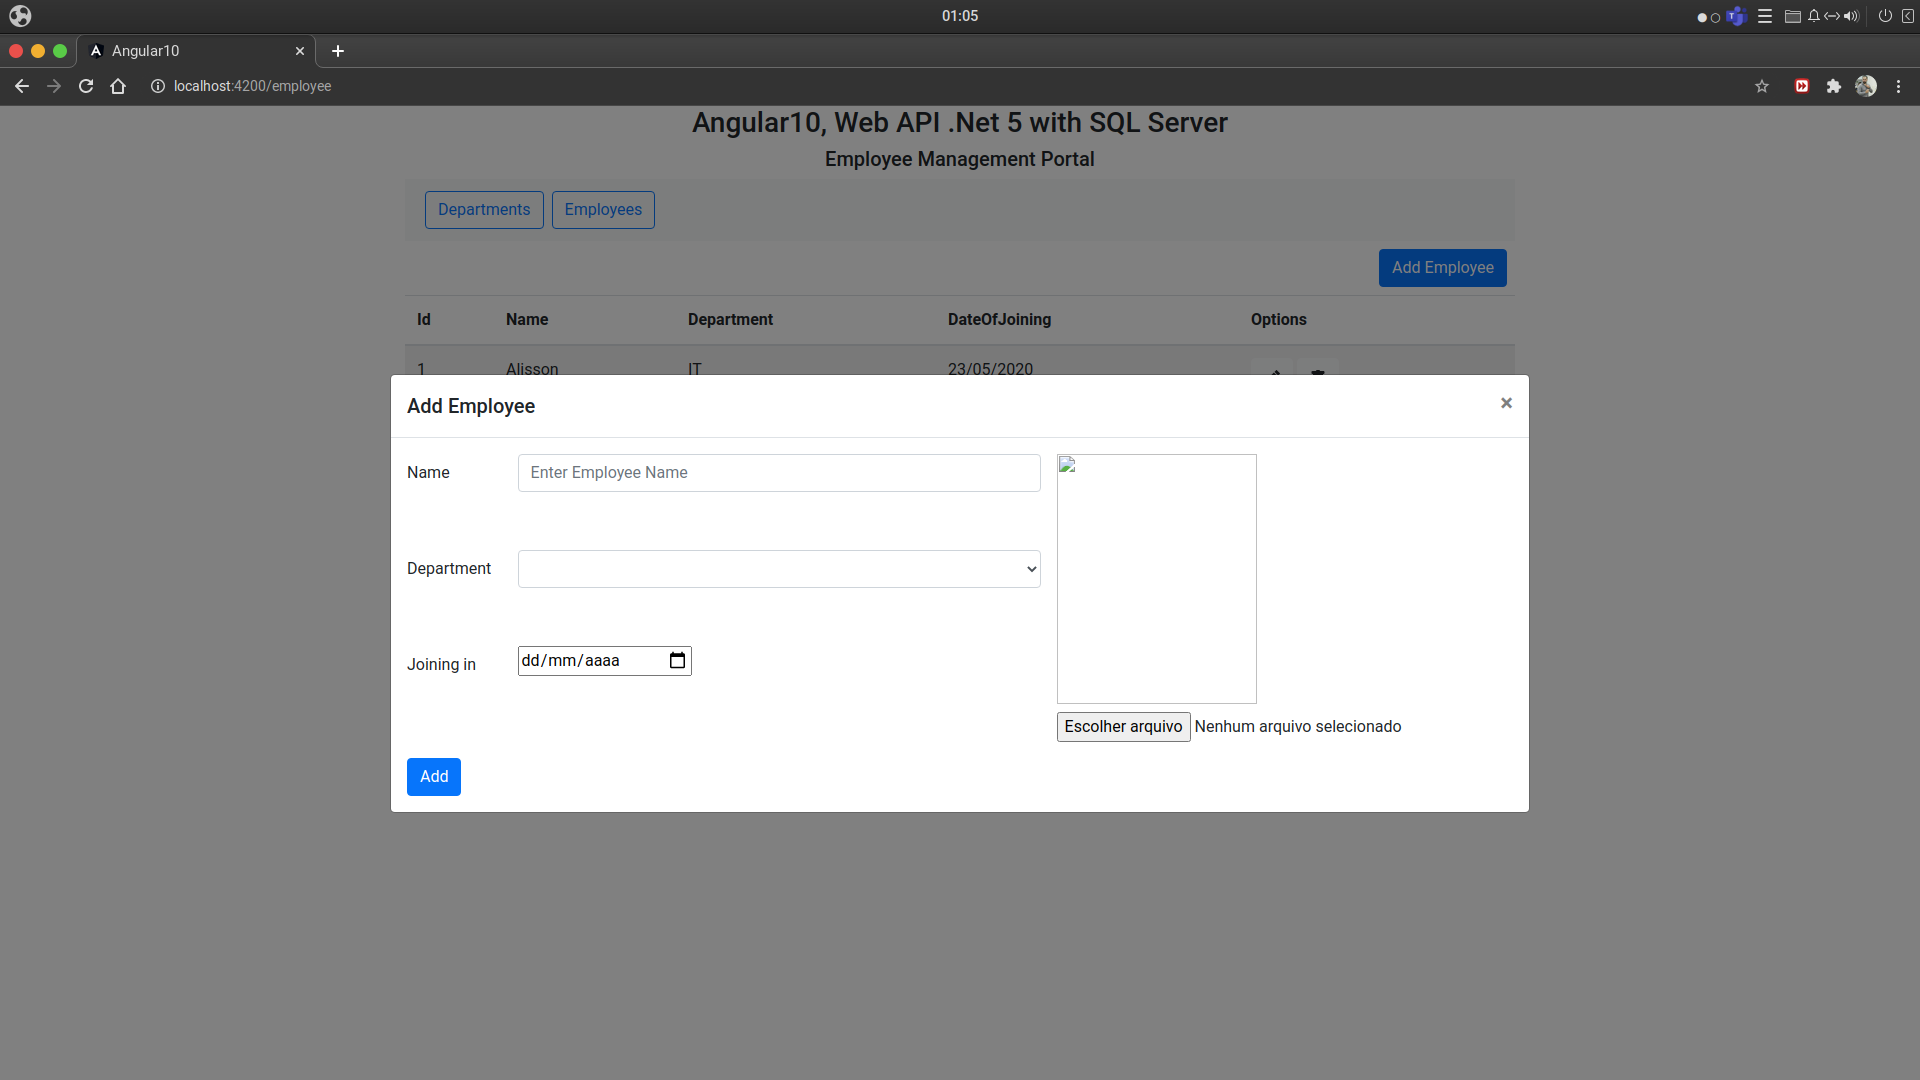 01:05
Angular10
localhost:4200/employee
Angular10, Web API .Net 5 with SQL Server
Employee Management Portal
Departments Employees
Add Employee
Id Name Department DateOfJoining Options
1 Alisson IT 23/05/2020
Add Employee ×
Name Enter Employee Name
Department
Joining in dd/mm/aaaa
Escolher arquivo Nenhum arquivo selecionado
Add